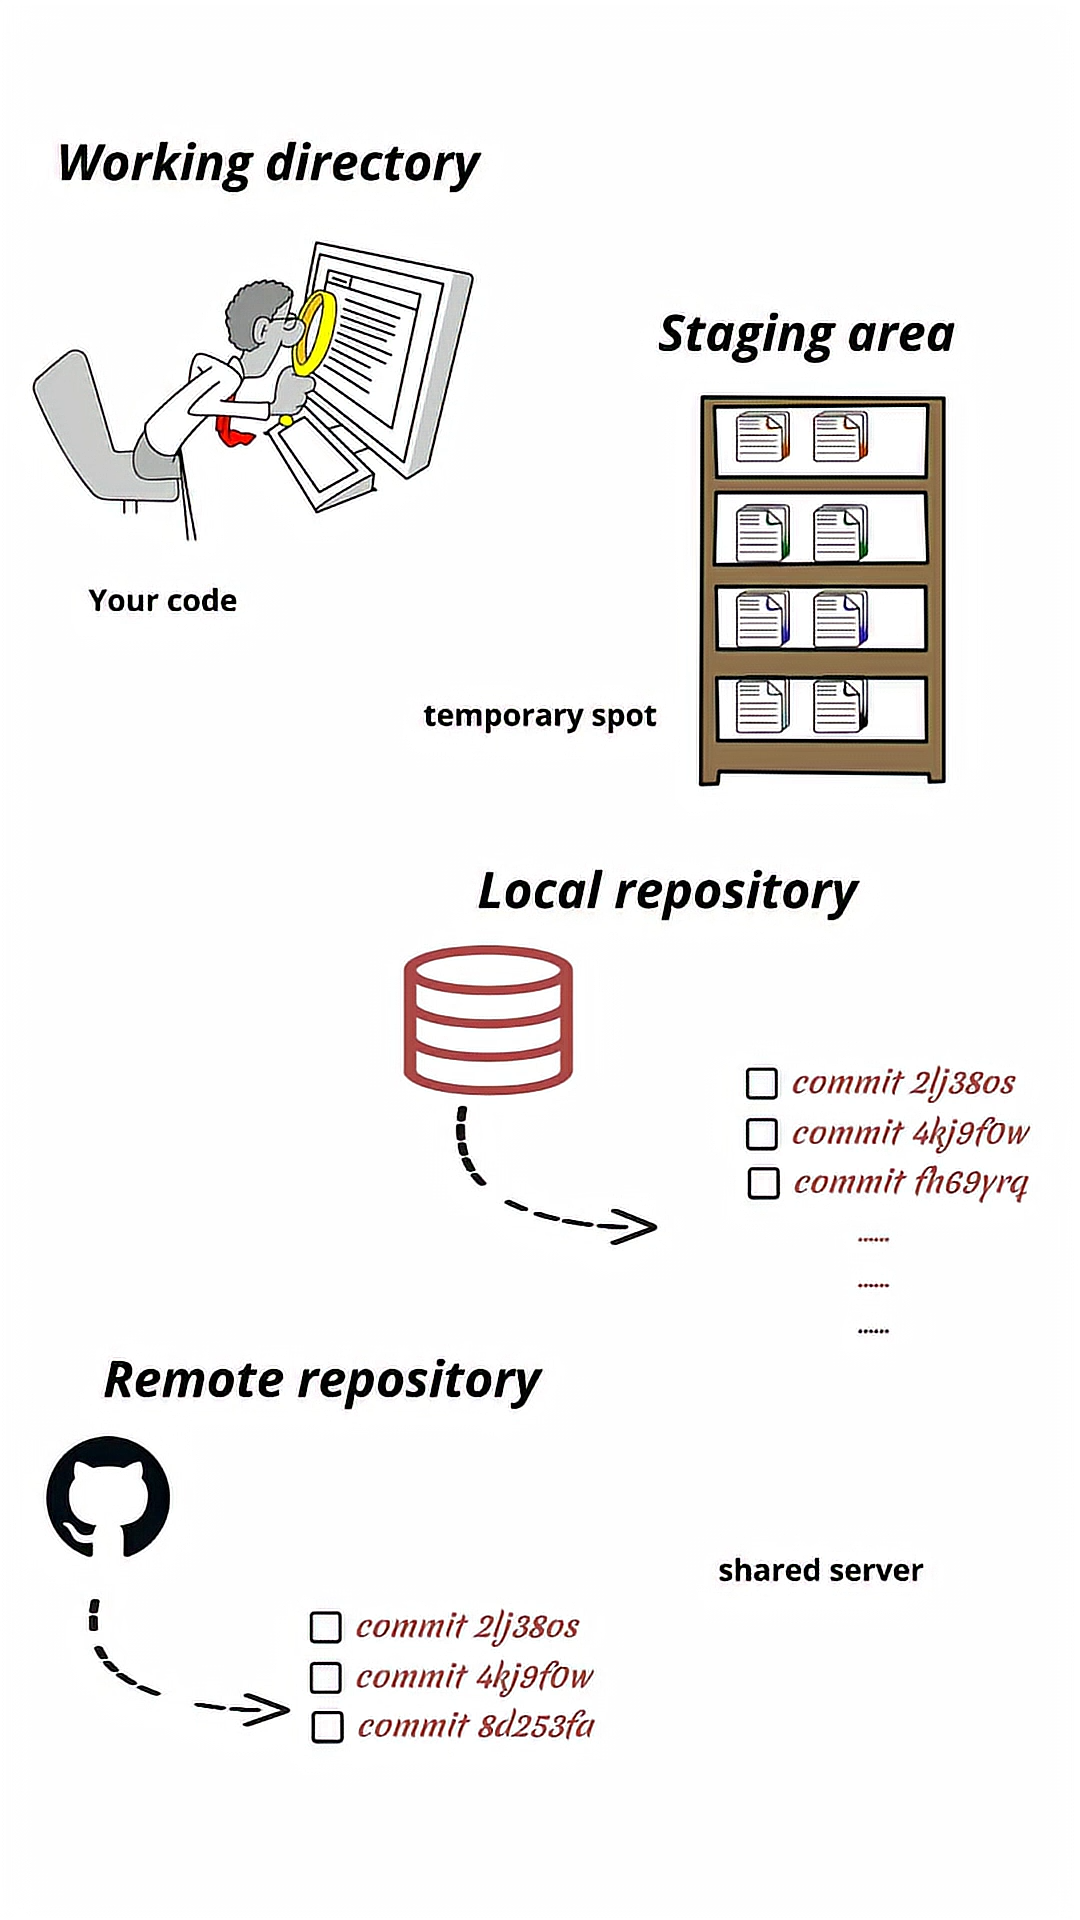 Working directory
Staging area
Your code
temporary spot
Local repository
commit 2lj38os
commit 4kj9f0w
commit fh69yrq
......
......
......
Remote repository
shared server
commit 2lj38os
commit 4kj9f0w
commit 8d253fa